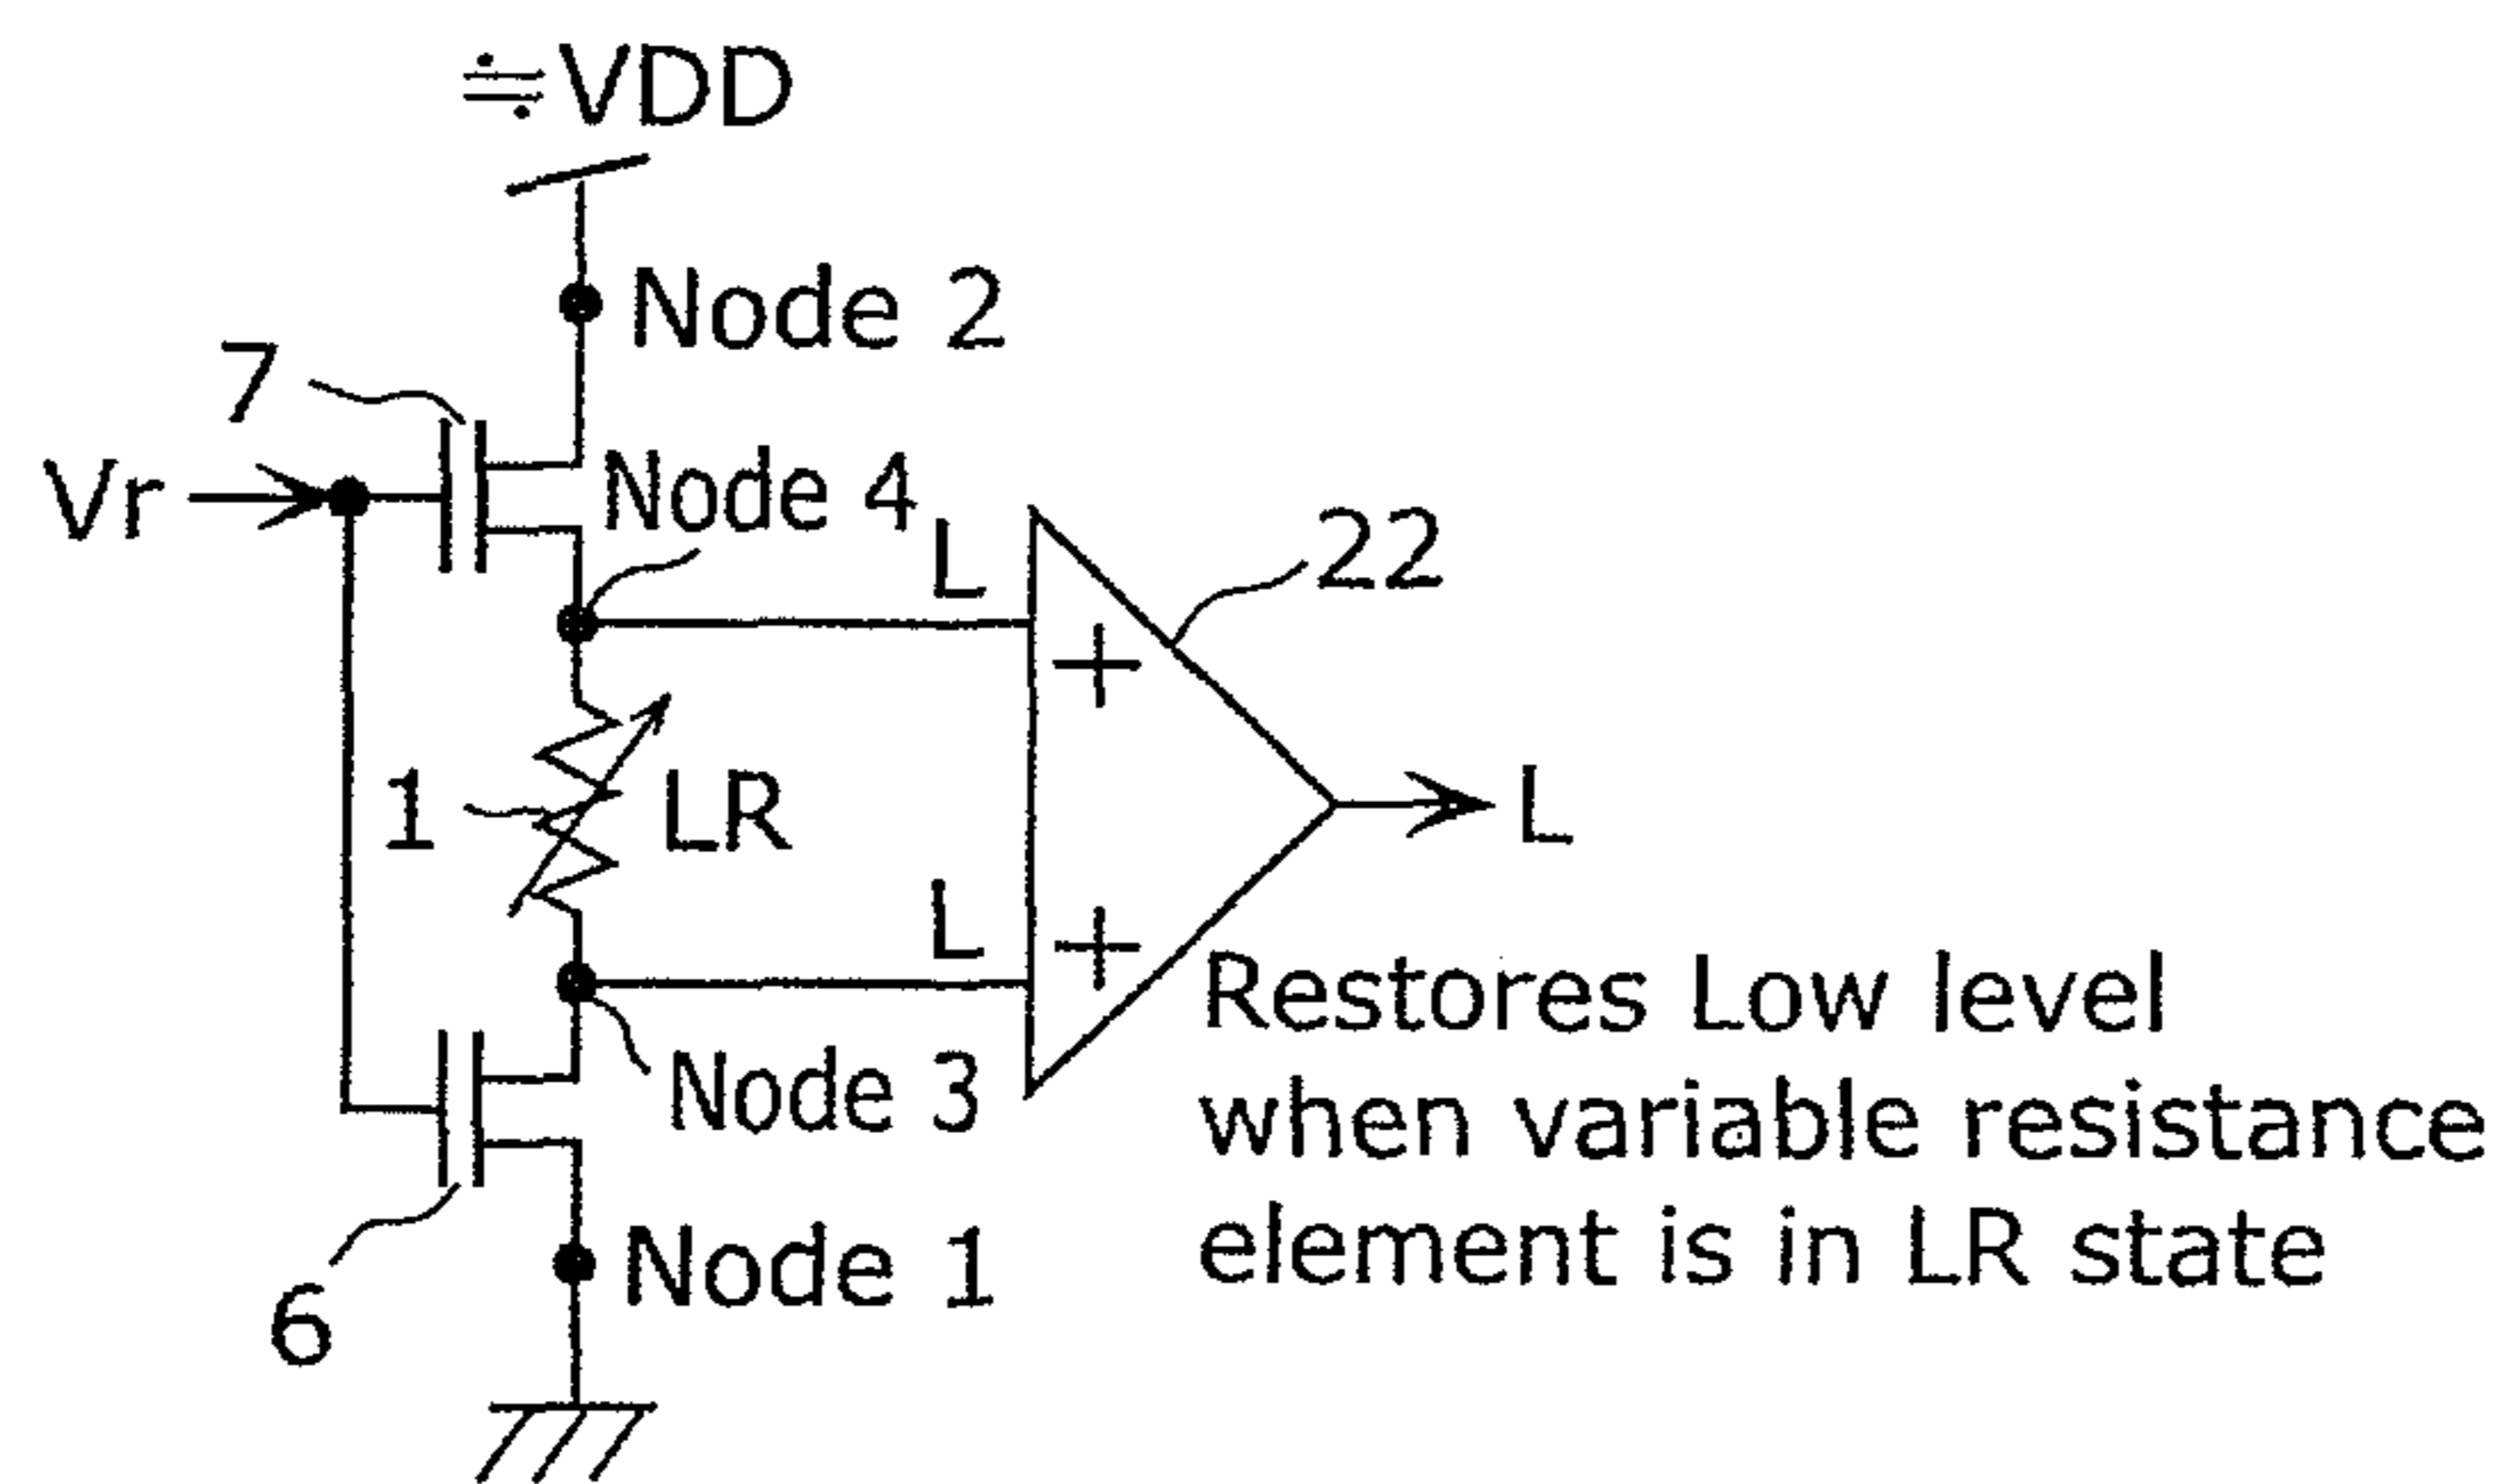 ≒VDD
Node 2
7
Vr
Node 4
L
22
+
1
LR
L
L
+
Node 3
Restores Low level
when variable resistance
element is in LR state
6
Node 1